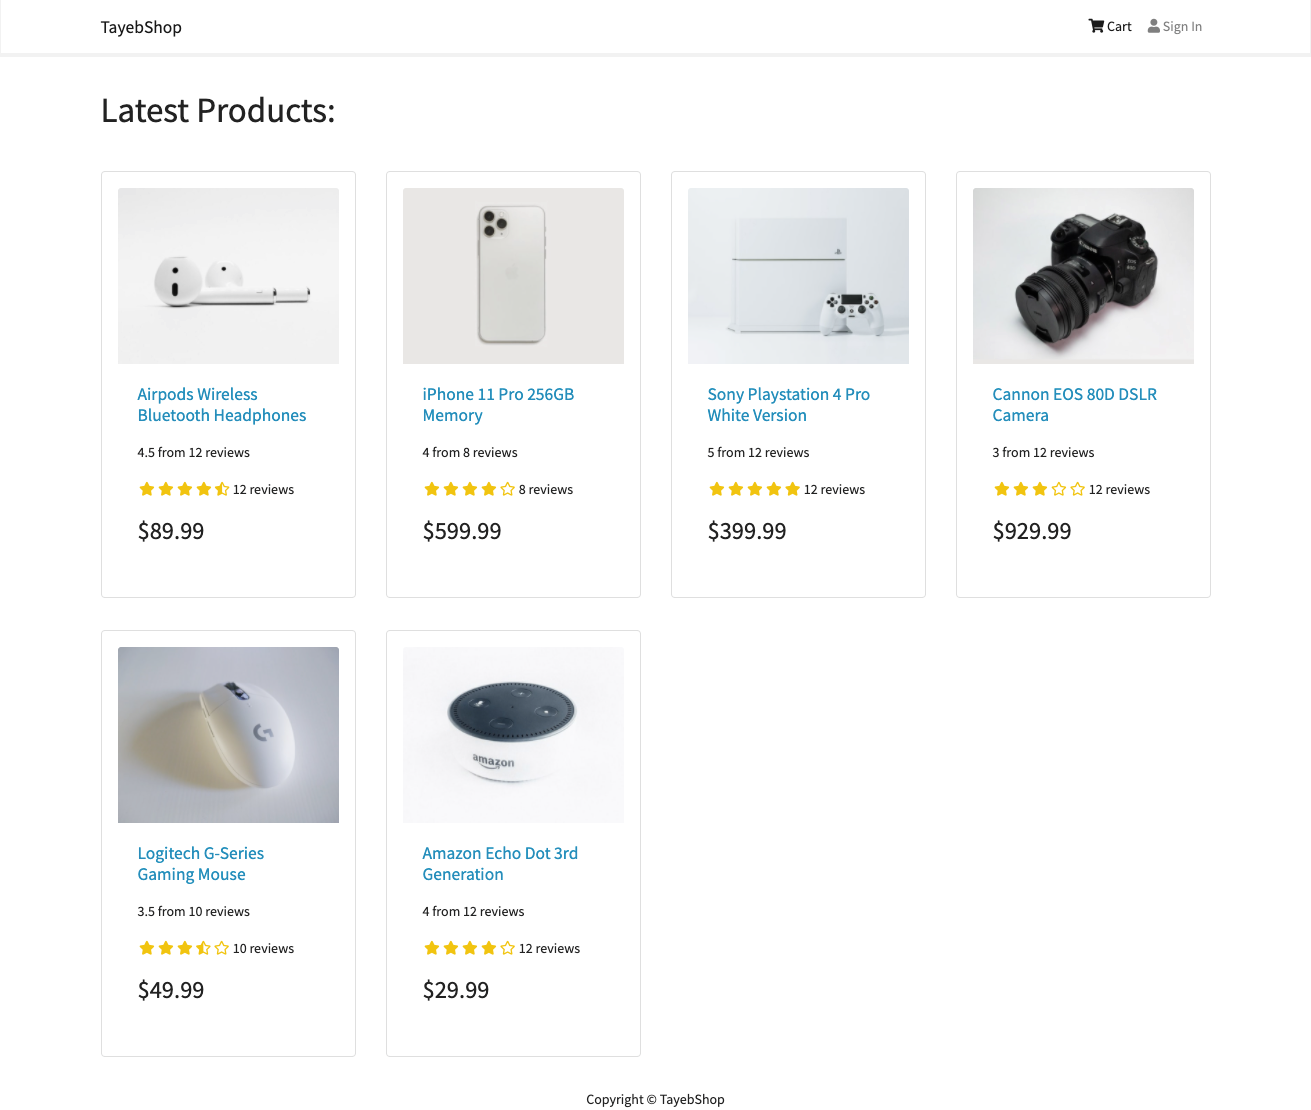 TayebShop
Cart
Sign In
Latest Products:
Airpods Wireless
Bluetooth Headphones
4.5 from 12 reviews
12 reviews
$89.99
iPhone 11 Pro 256GB
Memory
4 from 8 reviews
8 reviews
$599.99
Sony Playstation 4 Pro
White Version
5 from 12 reviews
12 reviews
$399.99
Cannon EOS 80D DSLR
Camera
3 from 12 reviews
12 reviews
$929.99
Logitech G-Series
Gaming Mouse
3.5 from 10 reviews
10 reviews
$49.99
amazon
Amazon Echo Dot 3rd
Generation
4 from 12 reviews
12 reviews
$29.99
Copyright © TayebShop